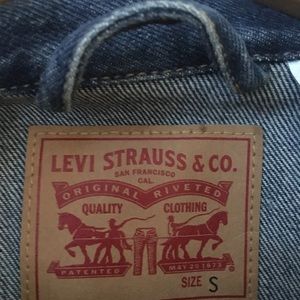 LEVI STRAUSS & CO.
SAN FRANCISCO
CAL.
ORIGINAL RIVETED
QUALITY CLOTHING
PATENTED MAY 20 1873
SIZE S